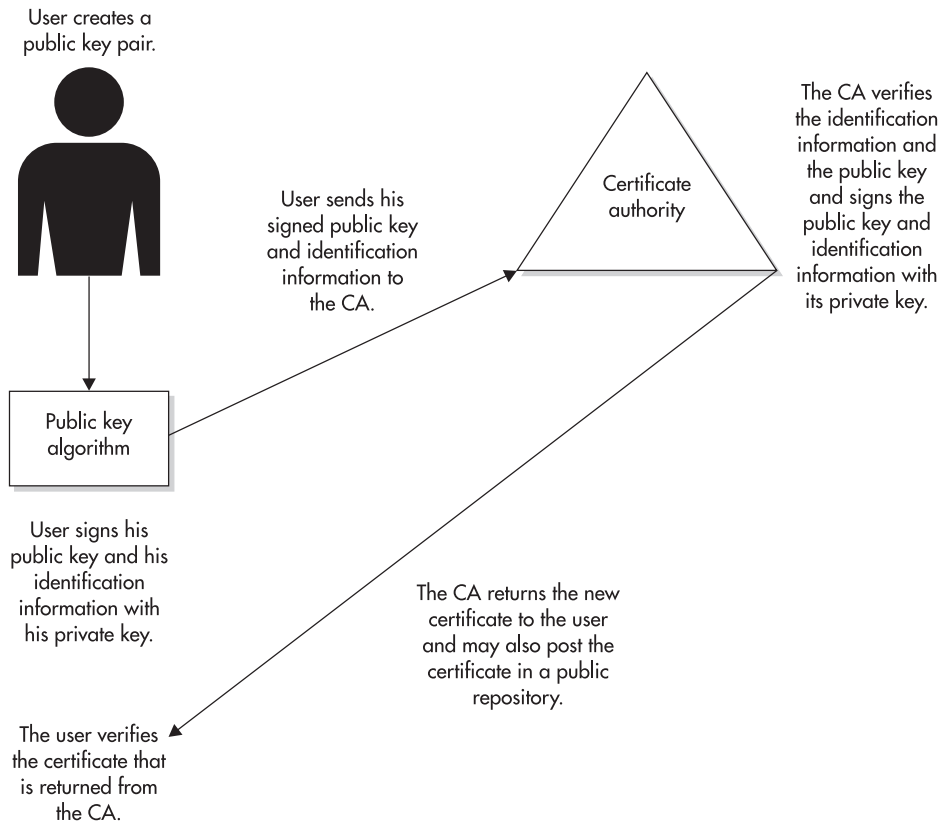 User creates a
public key pair.
Public key
algorithm
User signs his
public key and his
identification
information with
his private key.
User sends his
signed public key
and identification
information to
the CA.
Certificate
authority
The CA verifies
the identification
information and
the public key
and signs the
public key and
identification
information with
its private key.
The CA returns the new
certificate to the user
and may also post the
certificate in a public
repository.
The user verifies
the certificate that
is returned from
the CA.